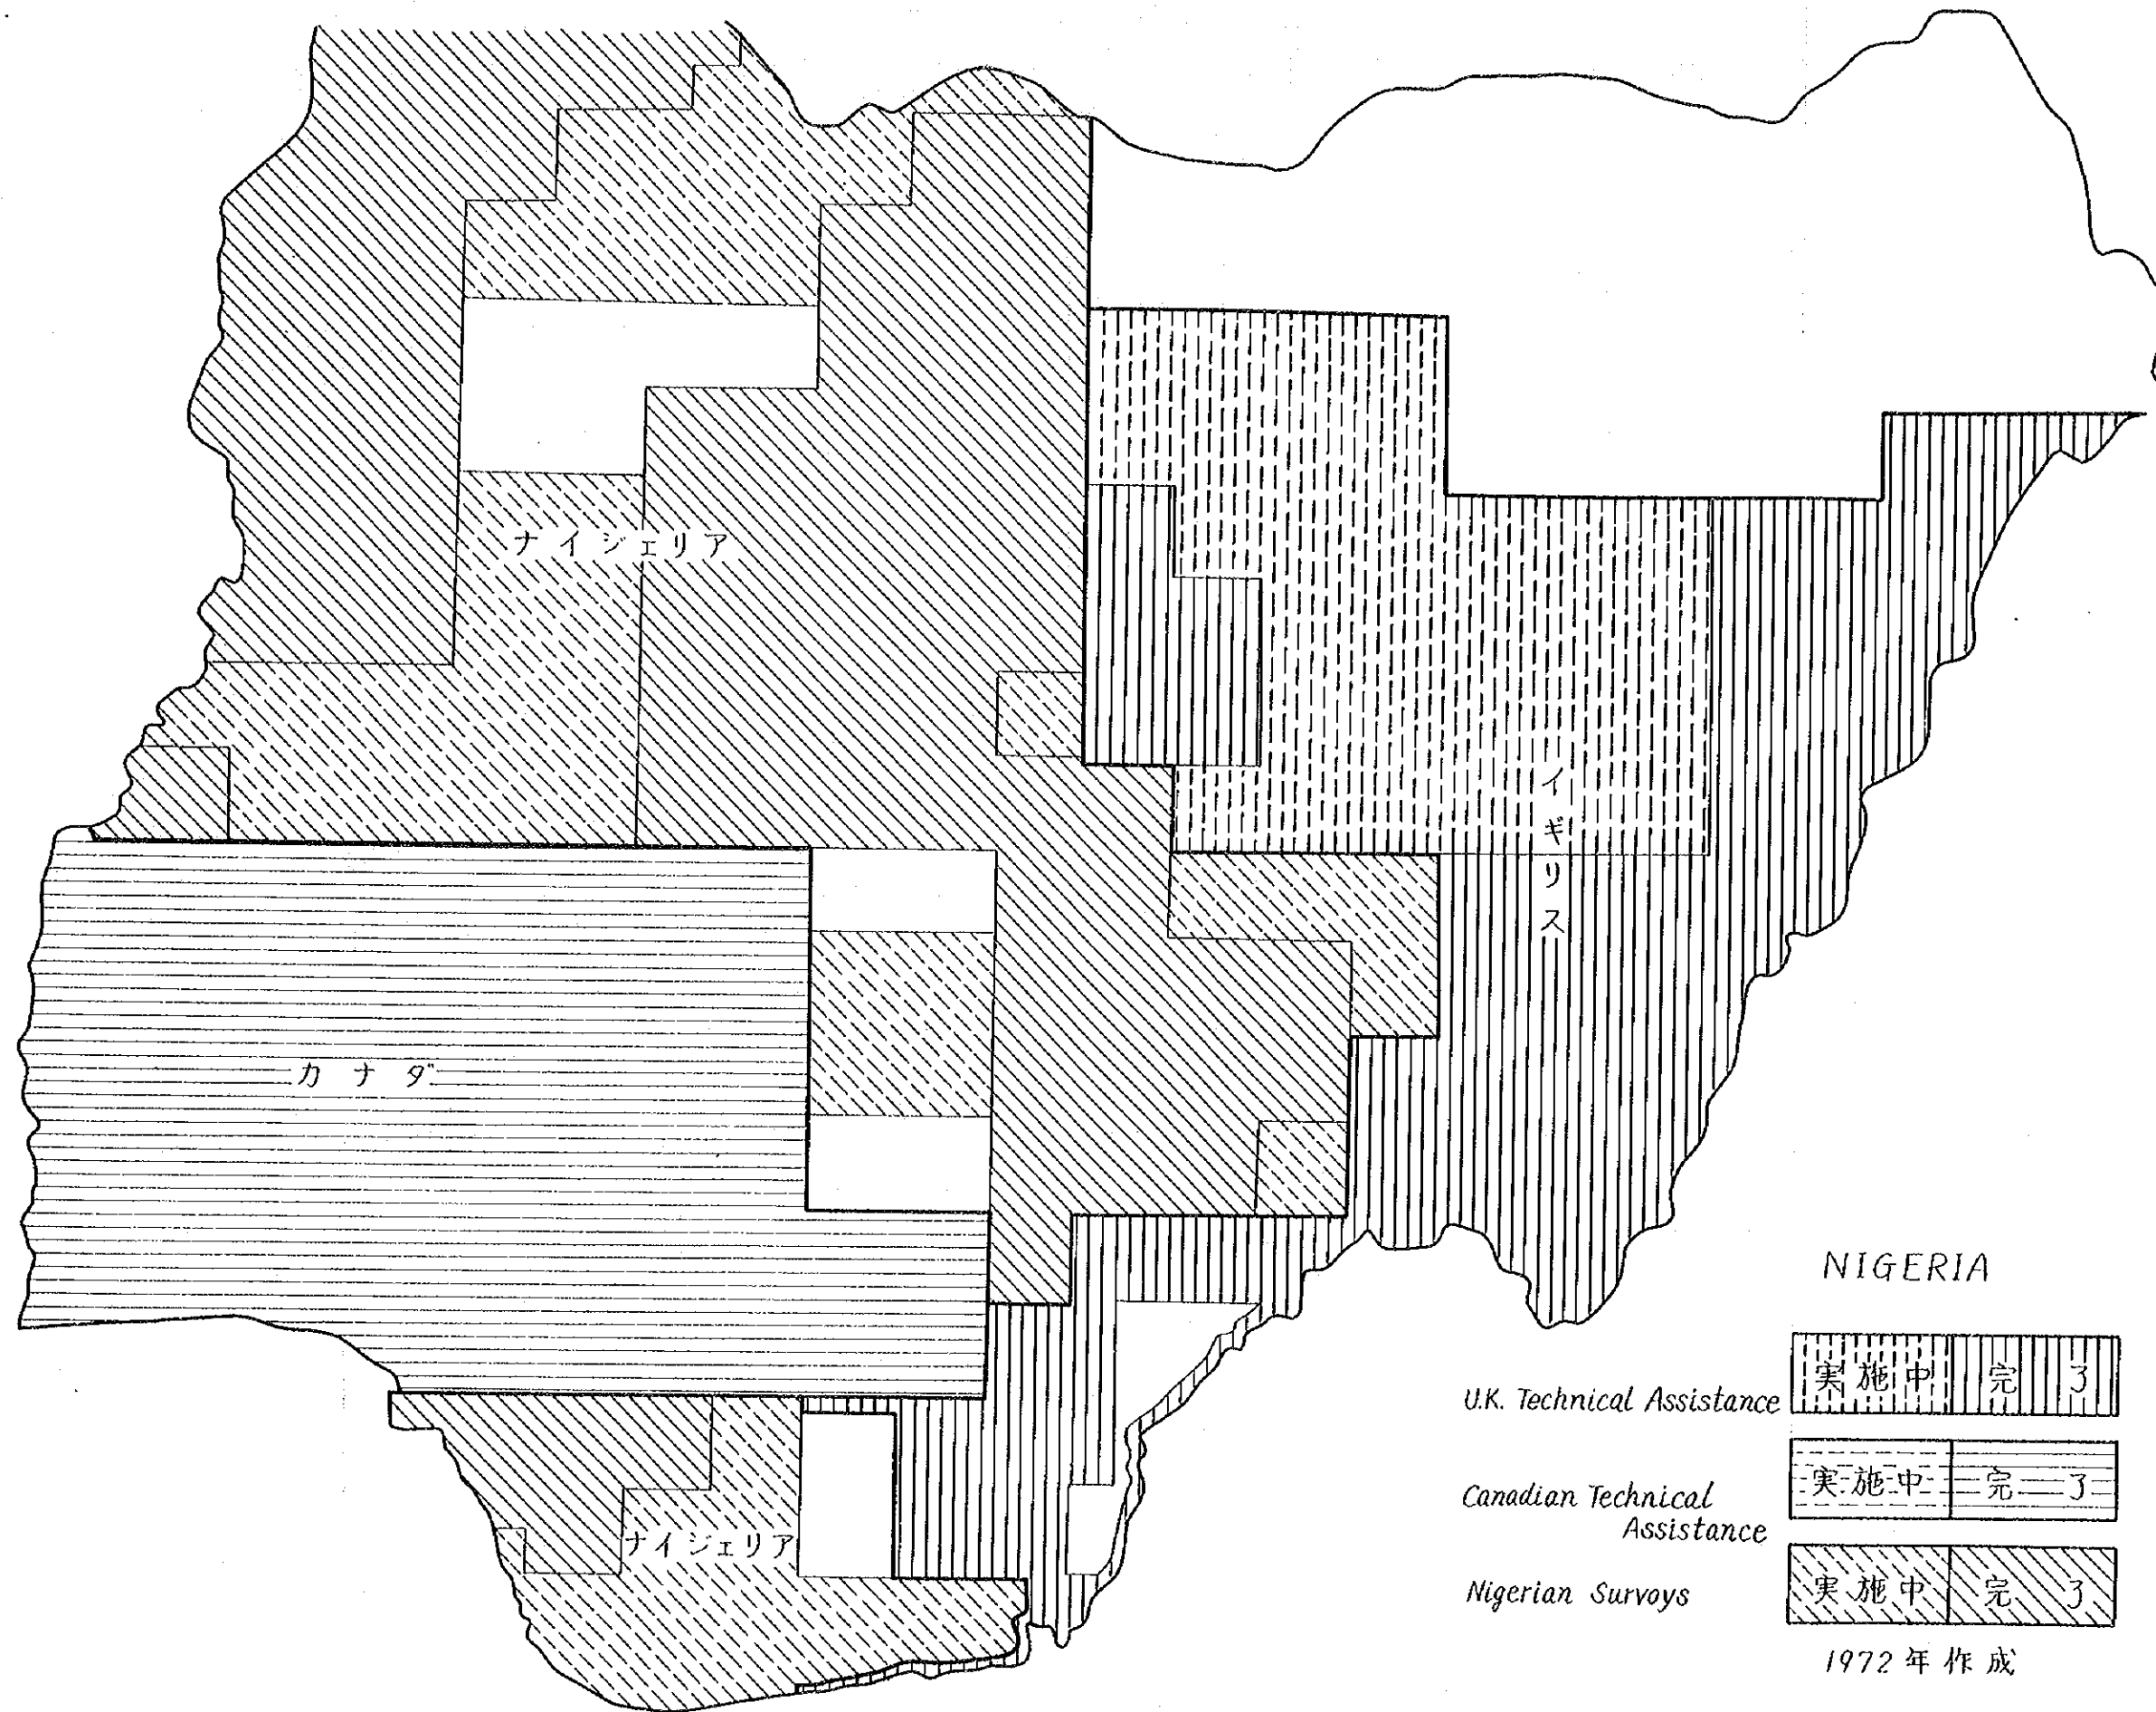 ナイジェリア
イギリス
カナダ
ナイジェリア
NIGERIA
U.K. Technical Assistance 実施中 完了
Canadian Technical
Assistance 実施中 完了
Nigerian Survoys 実施中 完了
1972年作成